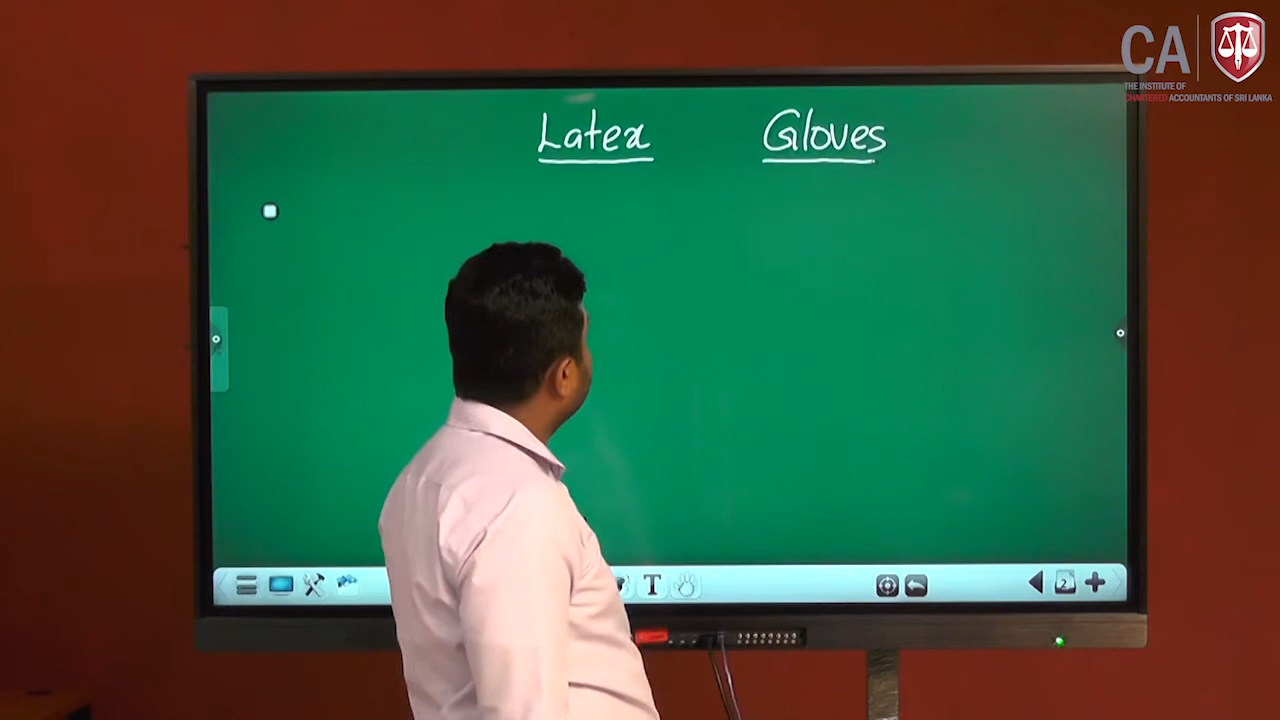 CA
THE INSTITUTE OF
CHARTERED ACCOUNTANTS OF SRI LANKA
Latex Gloves
T
2